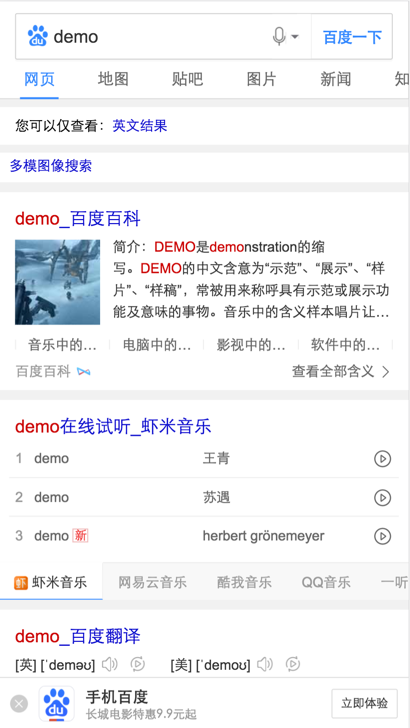 demo
百度一下
网页 地图 贴吧 图片 新闻 知
您可以仅查看：英文结果
多模图像搜索
demo_百度百科
简介：DEMO是demonstration的缩
写。DEMO的中文含意为“示范”、“展示”、“样
片”、“样稿”，常被用来称呼具有示范或展示功
能及意味的事物。音乐中的含义样本唱片让…
音乐中的… 电脑中的… 影视中的… 软件中的…
百度百科 查看全部含义
demo在线试听_虾米音乐
1 demo 王青
2 demo 苏遇
3 demo 新 herbert grönemeyer
虾 虾米音乐 网易云音乐 酷我音乐 QQ音乐 一听
demo_百度翻译
[英] [ˈdeməʊ] [美] [ˈdemoʊ]
du 手机百度 立即体验
长城电影特惠9.9元起